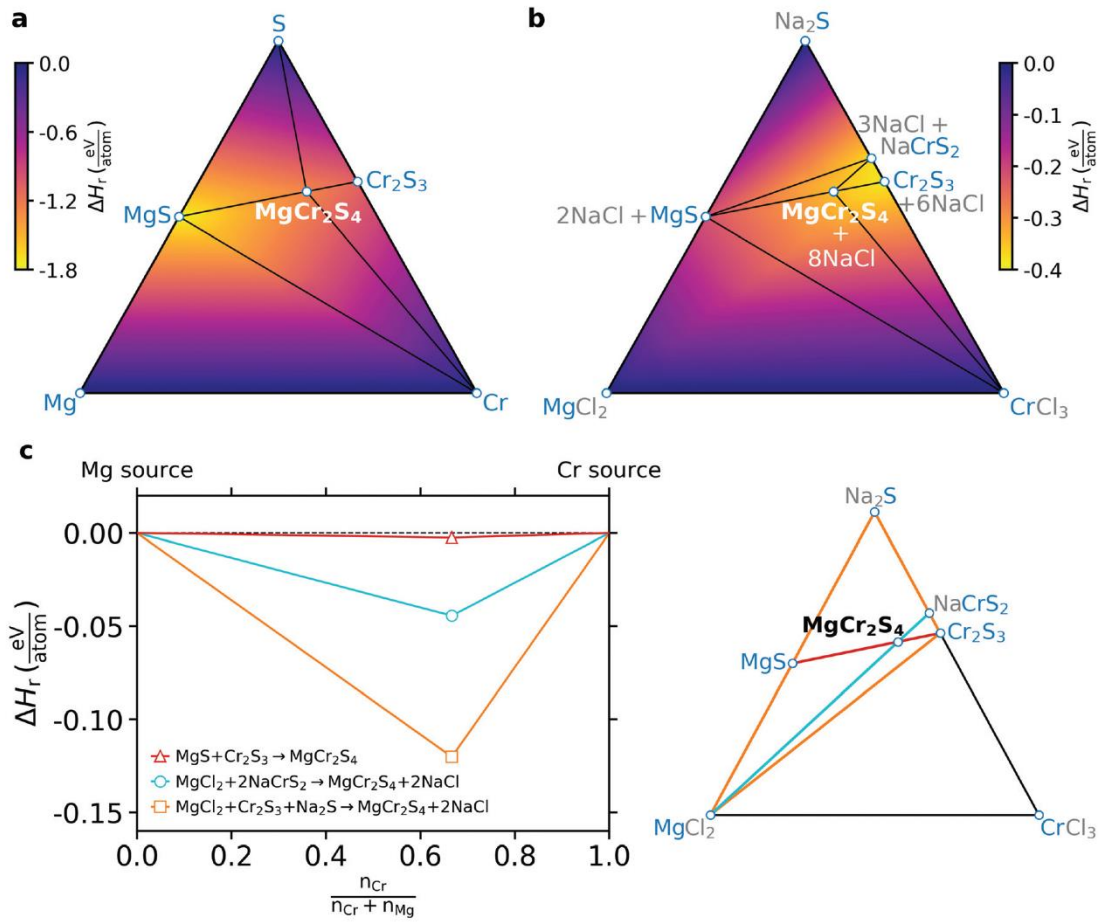 a
S
0.0
-0.6
-1.2
-1.8
ΔHr (eV/atom)
MgS
MgCr2S4
Cr2S3
Mg
Cr
b
Na2S
3NaCl +
NaCrS2
Cr2S3
+6NaCl
2NaCl + MgS
MgCr2S4
+
8NaCl
MgCl2
CrCl3
0.0
-0.1
-0.2
-0.3
-0.4
ΔHr (eV/atom)
c
Mg source
Cr source
0.00
-0.05
-0.10
-0.15
ΔHr (eV/atom)
MgS+Cr2S3→MgCr2S4
MgCl2+2NaCrS2→MgCr2S4+2NaCl
MgCl2+Cr2S3+Na2S→MgCr2S4+2NaCl
0.0 0.2 0.4 0.6 0.8 1.0
nCr
nCr + nMg
Na2S
NaCrS2
MgCr2S4
Cr2S3
MgS
MgCl2
CrCl3